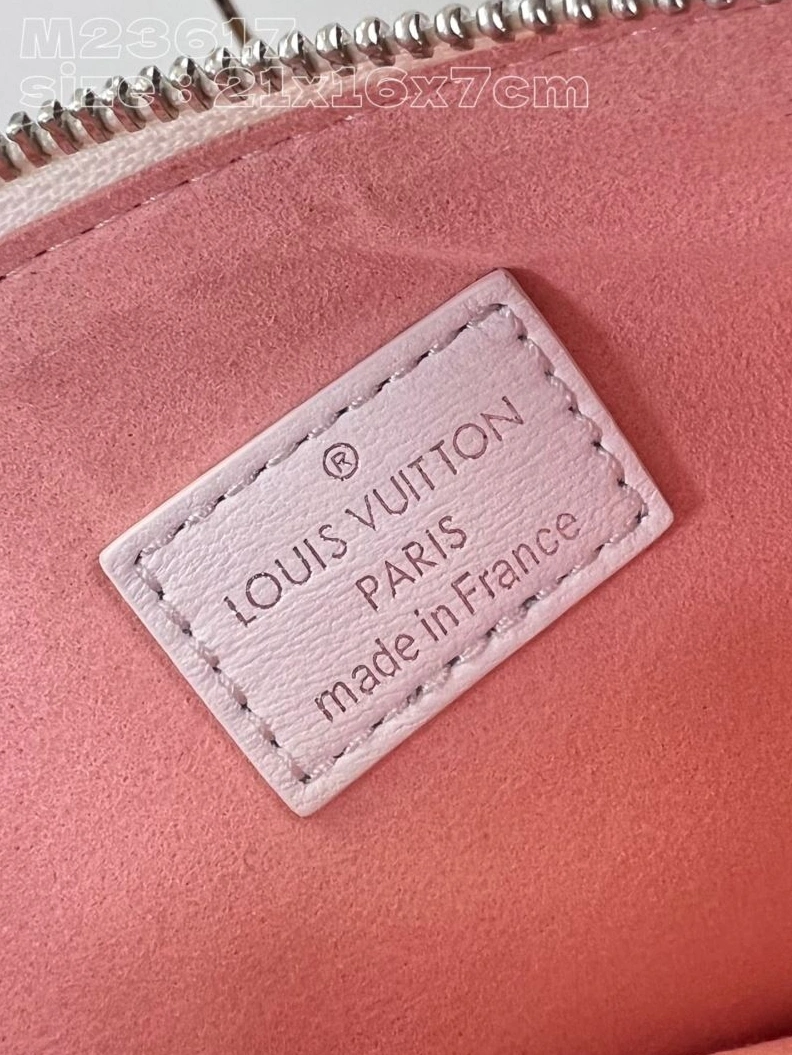 M23617
size : 21x16x7cm
®
LOUIS VUITTON
PARIS
made in France